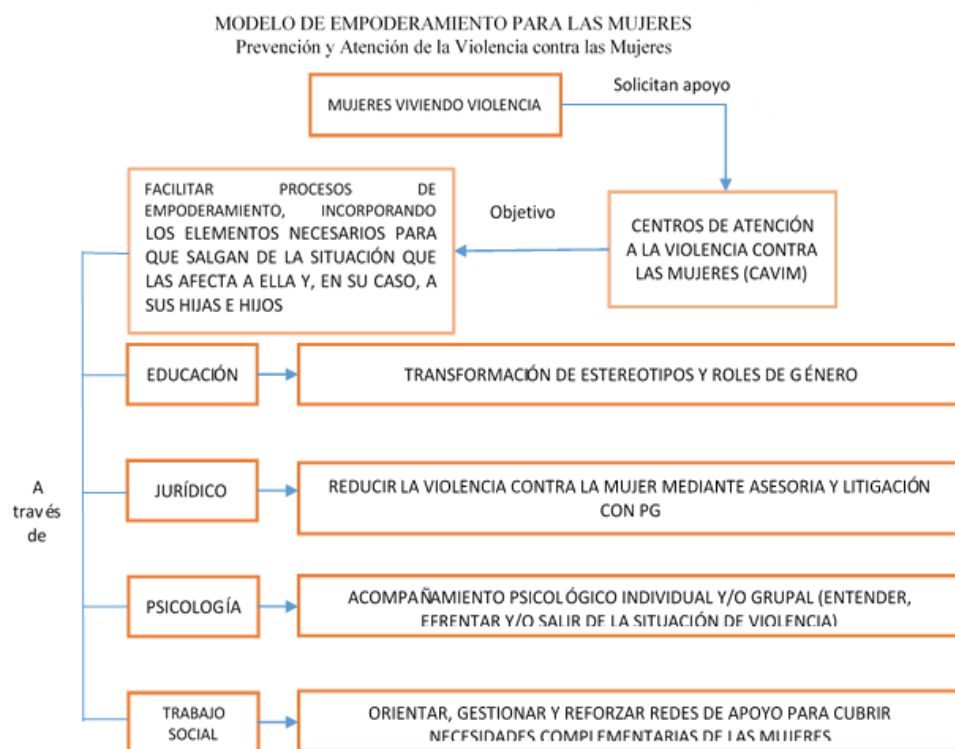 MODELO DE EMPODERAMIENTO PARA LAS MUJERES
Prevención y Atención de la Violencia contra las Mujeres
Solicitan apoyo
MUJERES VIVIENDO VIOLENCIA
FACILITAR PROCESOS DE
EMPODERAMIENTO, INCORPORANDO
LOS ELEMENTOS NECESARIOS PARA
QUE SALGAN DE LA SITUACIÓN QUE
LAS AFECTA A ELLA Y, EN SU CASO, A
SUS HIJAS E HIJOS
Objetivo
CENTROS DE ATENCIÓN
A LA VIOLENCIA CONTRA
LAS MUJERES (CAVIM)
EDUCACIÓN
TRANSFORMACIÓN DE ESTEREOTIPOS Y ROLES DE GÉNERO
A
través
de
JURÍDICO
REDUCIR LA VIOLENCIA CONTRA LA MUJER MEDIANTE ASESORIA Y LITIGACIÓN
CON PG
PSICOLOGÍA
ACOMPAÑAMIENTO PSICOLÓGICO INDIVIDUAL Y/O GRUPAL (ENTENDER,
EFRENTAR Y/O SALIR DE LA SITUACIÓN DE VIOLENCIA)
TRABAJO
SOCIAL
ORIENTAR, GESTIONAR Y REFORZAR REDES DE APOYO PARA CUBRIR
NECESIDADES COMPLEMENTARIAS DE LAS MUJERES